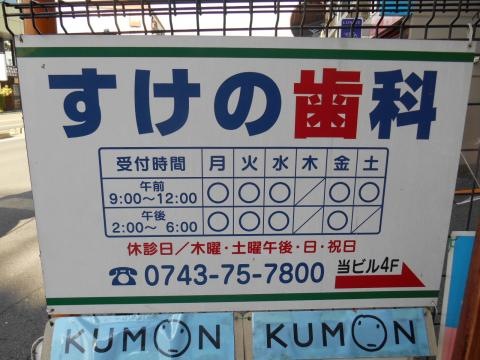 すけの歯科
受付時間 月 火 水 木 金 土
午前 9:00～12:00 ○ ○ ○ ／ ○ ○
午後 2:00～ 6:00 ○ ○ ○ ／ ○ ／
休診日／木曜・土曜午後・日・祝日
☎0743-75-7800 当ビル4F
KUMON KUMON